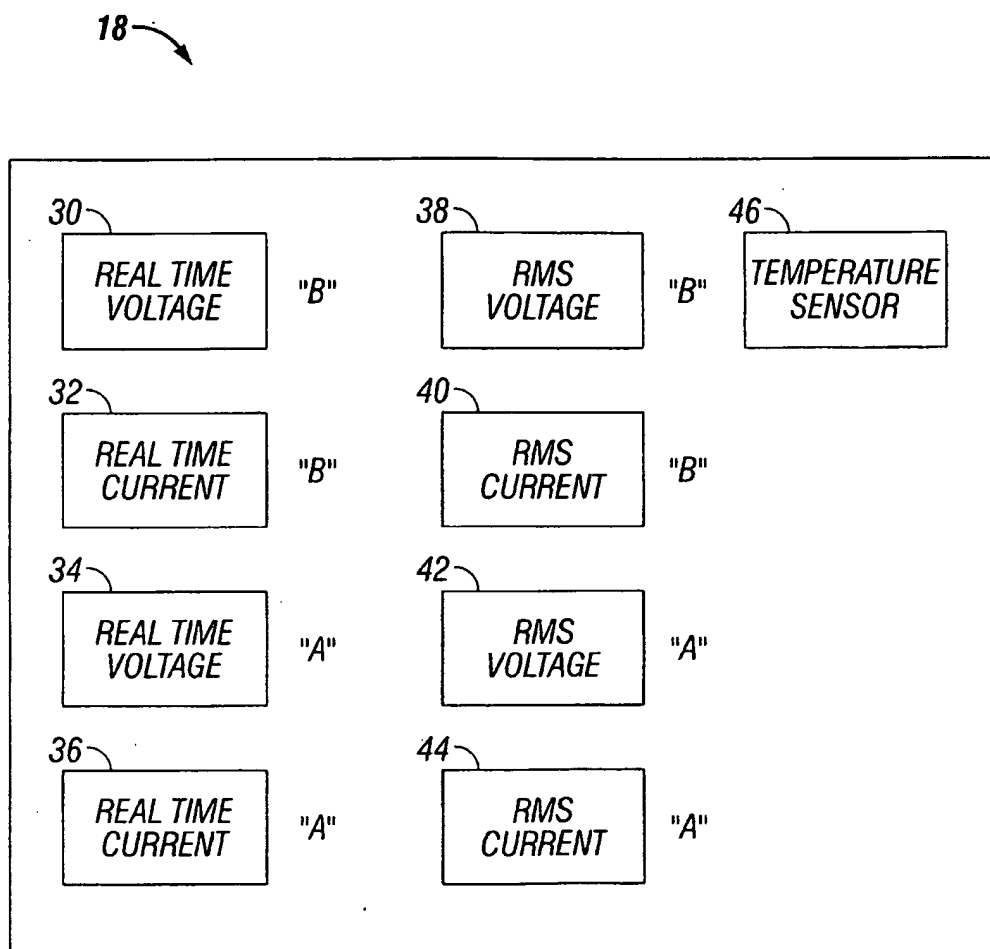 18
30
REAL TIME
VOLTAGE
"B"
38
RMS
VOLTAGE
"B"
46
TEMPERATURE
SENSOR
32
REAL TIME
CURRENT
"B"
40
RMS
CURRENT
"B"
34
REAL TIME
VOLTAGE
"A"
42
RMS
VOLTAGE
"A"
36
REAL TIME
CURRENT
"A"
44
RMS
CURRENT
"A"